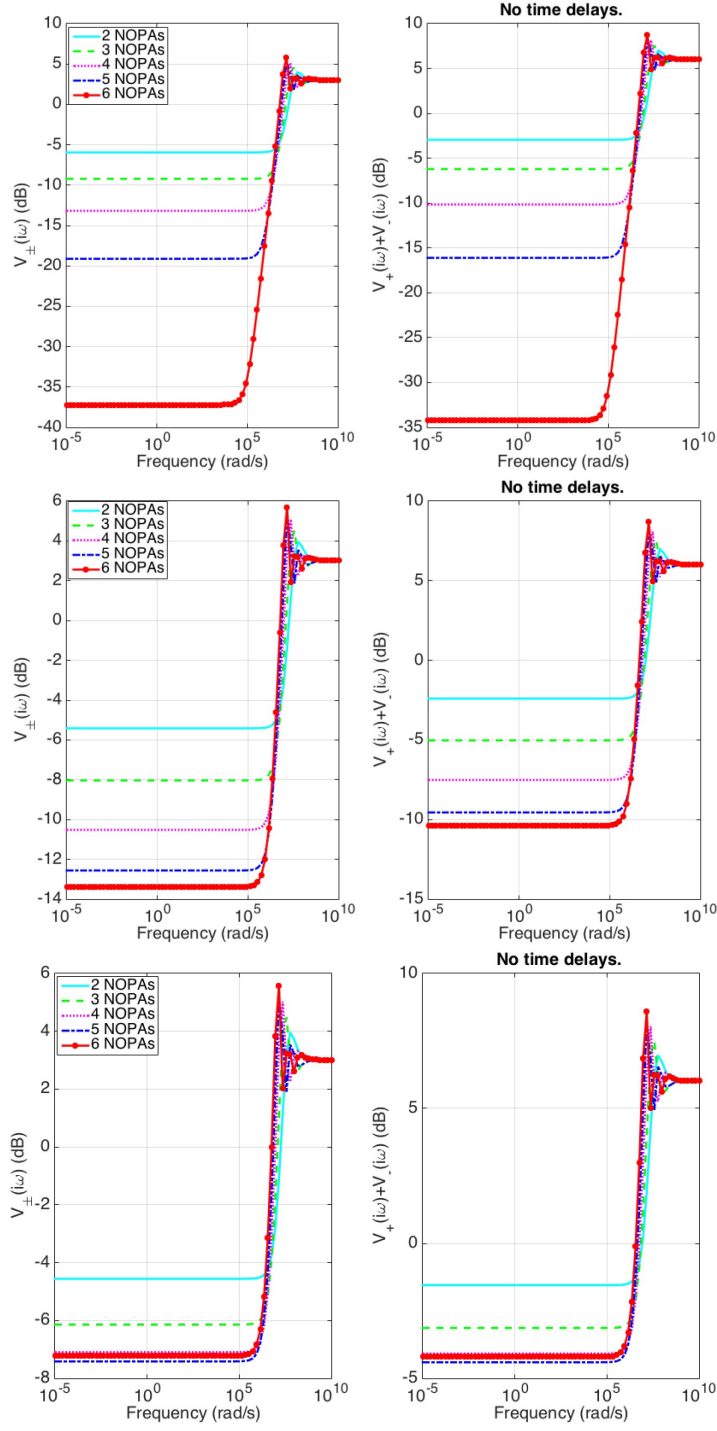 10
5
0
-5
-10
-15
-20
-25
-30
-35
-40
V±(iω) (dB)
2 NOPAs
3 NOPAs
4 NOPAs
5 NOPAs
6 NOPAs
10^-5 10^0 10^5 10^10
Frequency (rad/s)
No time delays.
10
5
0
-5
-10
-15
-20
-25
-30
-35
V+(iω)+V-(iω) (dB)
10^-5 10^0 10^5 10^10
Frequency (rad/s)
6
4
2
0
-2
-4
-6
-8
-10
-12
-14
V±(iω) (dB)
2 NOPAs
3 NOPAs
4 NOPAs
5 NOPAs
6 NOPAs
10^-5 10^0 10^5 10^10
Frequency (rad/s)
No time delays.
10
5
0
-5
-10
-15
V+(iω)+V-(iω) (dB)
10^-5 10^0 10^5 10^10
Frequency (rad/s)
6
4
2
0
-2
-4
-6
-8
V±(iω) (dB)
2 NOPAs
3 NOPAs
4 NOPAs
5 NOPAs
6 NOPAs
10^-5 10^0 10^5 10^10
Frequency (rad/s)
No time delays.
10
5
0
-5
V+(iω)+V-(iω) (dB)
10^-5 10^0 10^5 10^10
Frequency (rad/s)